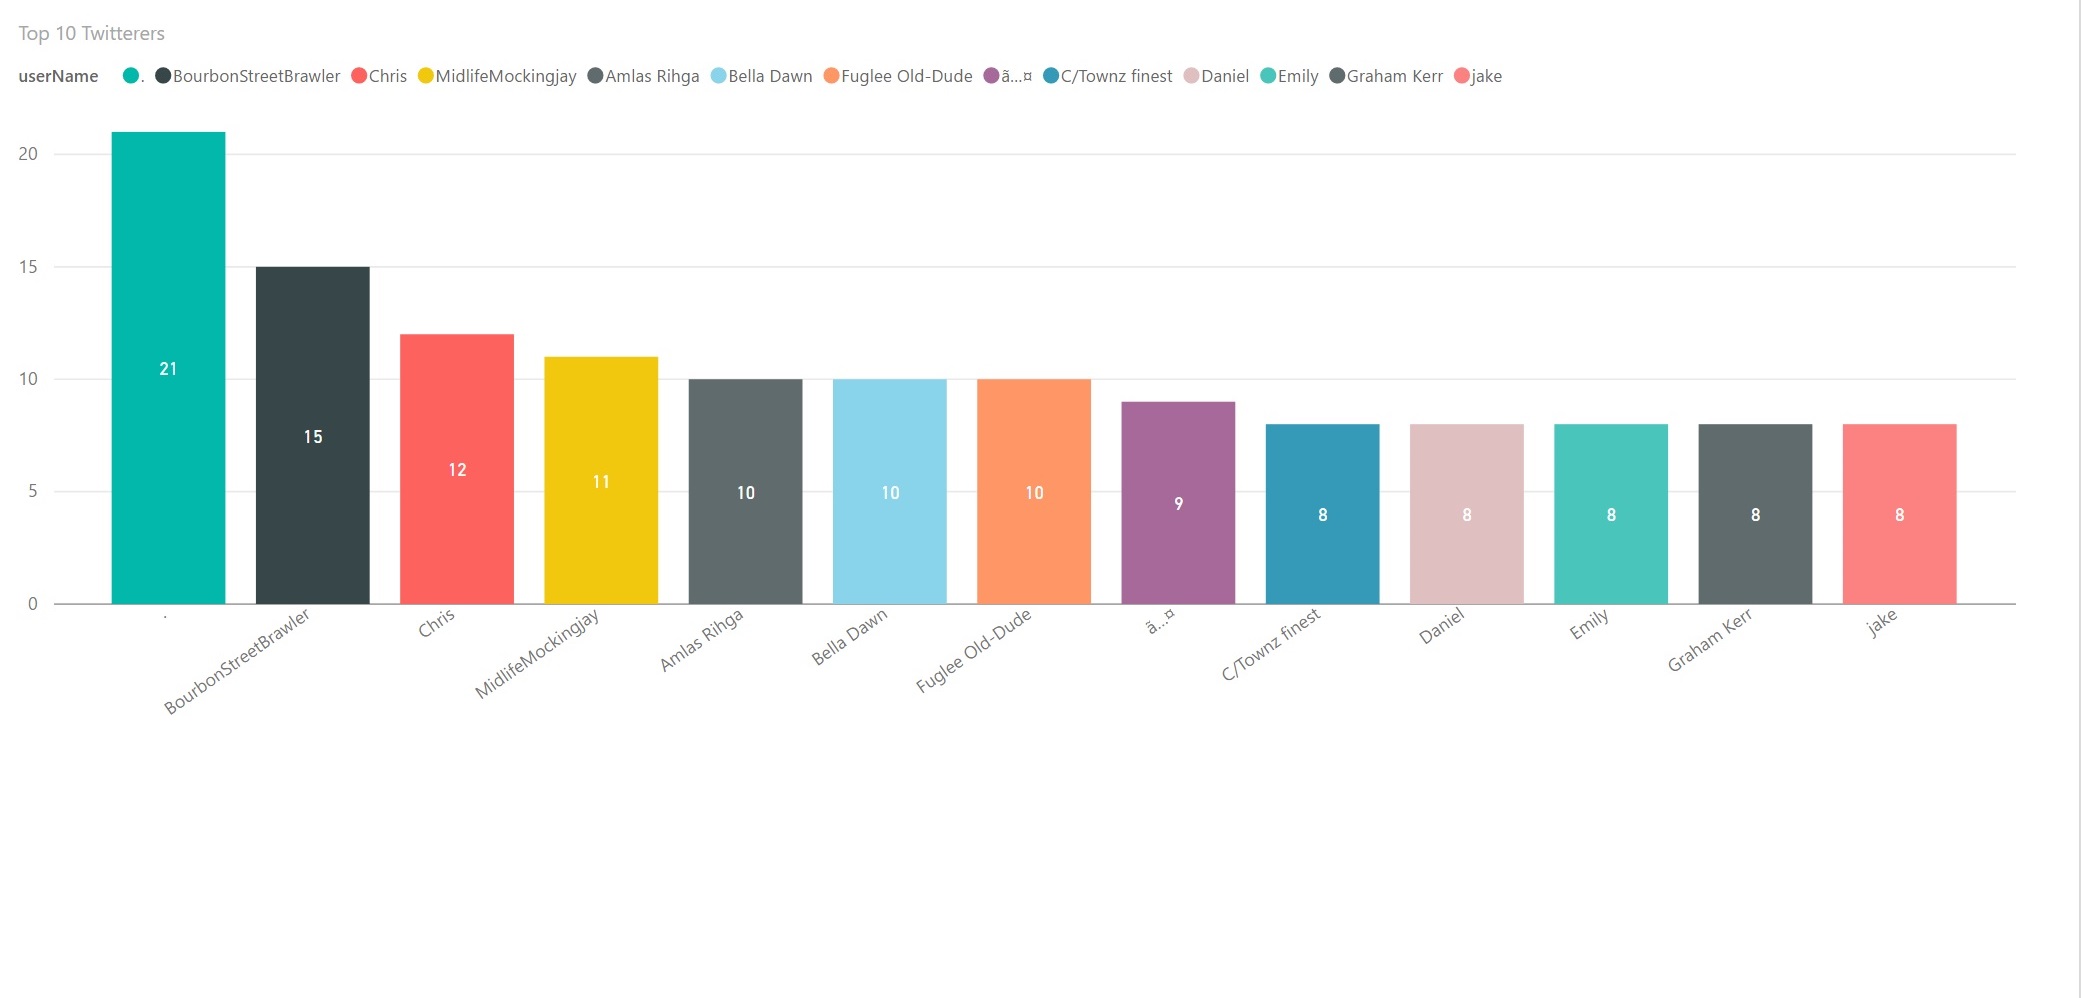 Top 10 Twitterers
userName . BourbonStreetBrawler Chris MidlifeMockingjay Amlas Rihga Bella Dawn Fuglee Old-Dude ã...¤ C/Townz finest Daniel Emily Graham Kerr jake
20
15
10
5
0
21
15
12
11
10
10
10
9
8
8
8
8
8
.
BourbonStreetBrawler
Chris
MidlifeMockingjay
Amlas Rihga
Bella Dawn
Fuglee Old-Dude
ã...¤
C/Townz finest
Daniel
Emily
Graham Kerr
jake